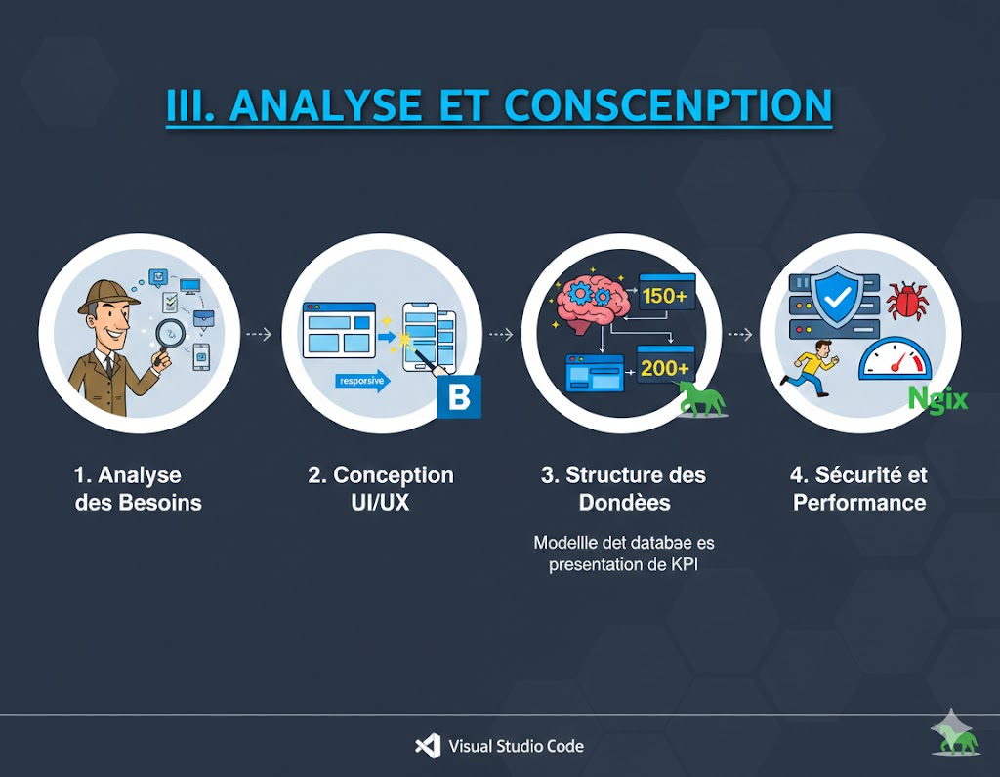 III. ANALYSE ET CONSCENPTION
responsive
B
150+
200+
Ngix
1. Analyse
des Besoins
2. Conception
UI/UX
3. Structure des
Dondèes
Modellle det database es
presentation de KPI
4. Sécurité et
Performance
Visual Studio Code